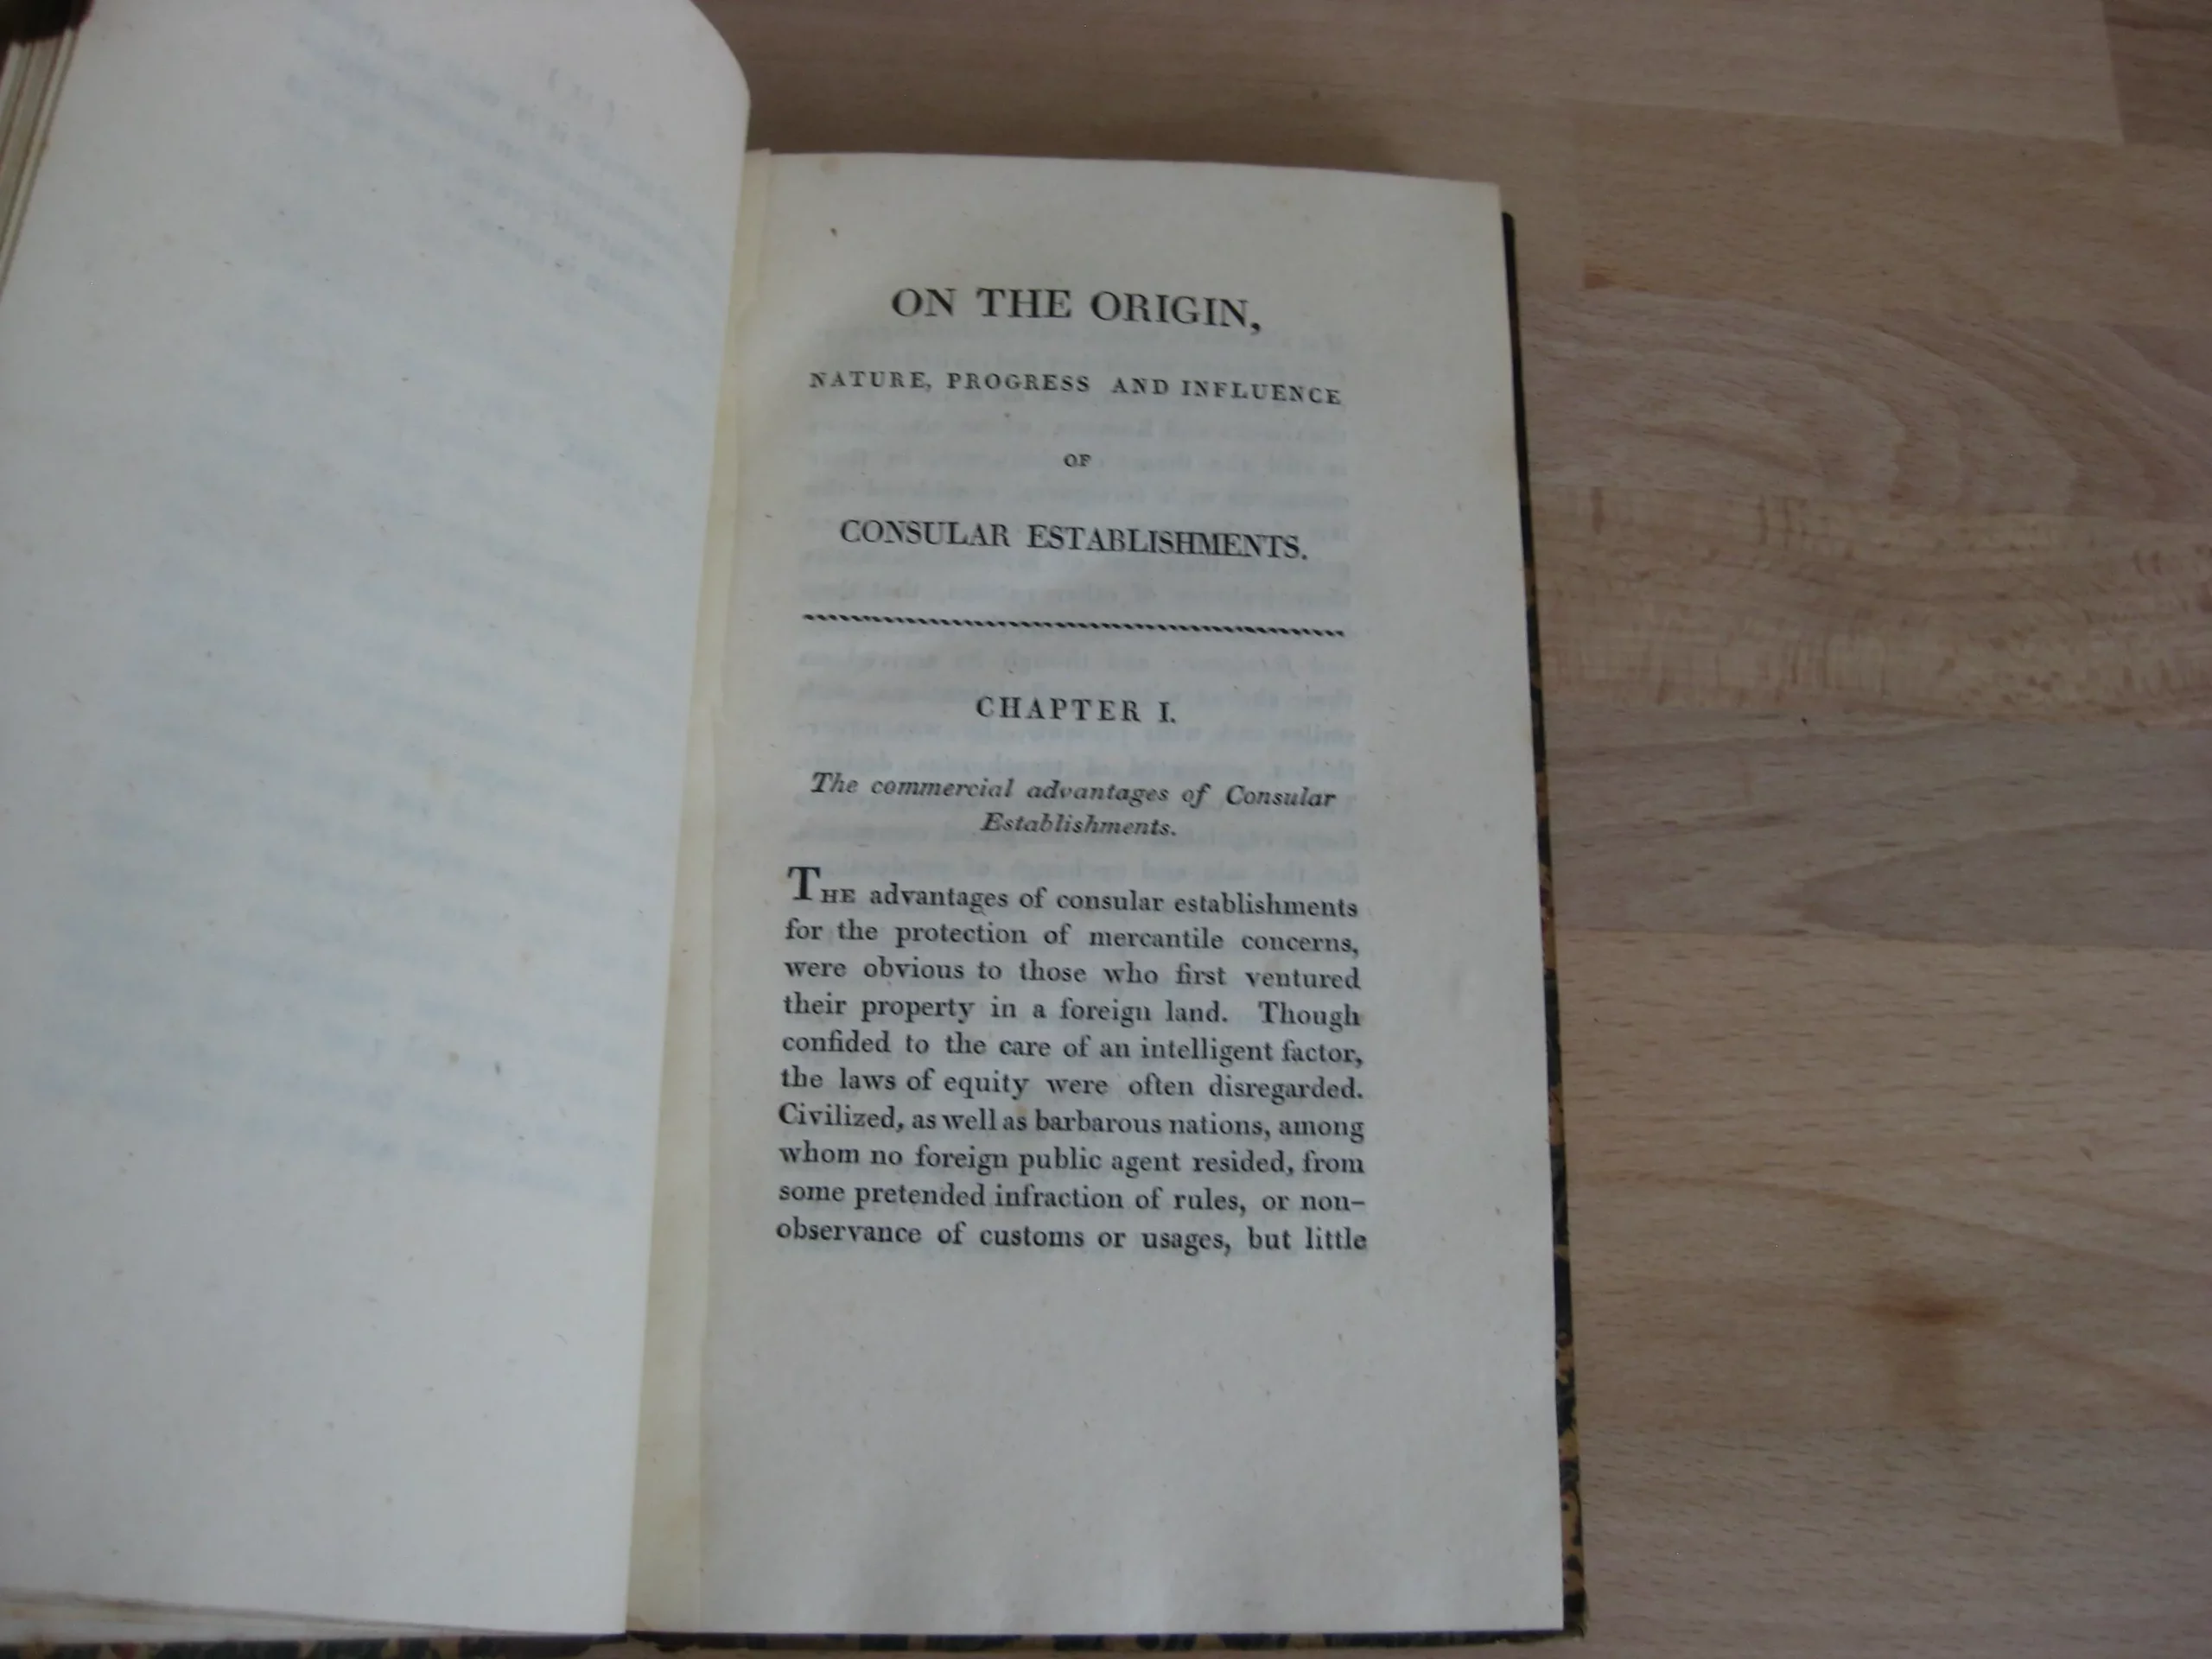 ON THE ORIGIN,
NATURE, PROGRESS AND INFLUENCE
OF
CONSULAR ESTABLISHMENTS.
CHAPTER I.
The commercial advantages of Consular
Establishments.
THE advantages of consular establishments
for the protection of mercantile concerns,
were obvious to those who first ventured
their property in a foreign land. Though
confided to the care of an intelligent factor,
the laws of equity were often disregarded.
Civilized, as well as barbarous nations, among
whom no foreign public agent resided, from
some pretended infraction of rules, or non-
observance of customs or usages, but little